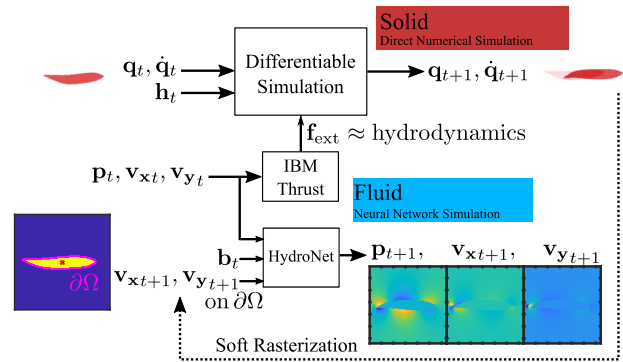 Solid
Direct Numerical Simulation
Differentiable
Simulation
q_t, q̇_t
h_t
q_{t+1}, q̇_{t+1}
f_ext ≈ hydrodynamics
p_t, v_{x t}, v_{y t}
IBM
Thrust
Fluid
Neural Network Simulation
b_t
HydroNet
p_{t+1}, v_{x t+1}, v_{y t+1}
∂Ω
v_{x t+1}, v_{y t+1}
on ∂Ω
Soft Rasterization